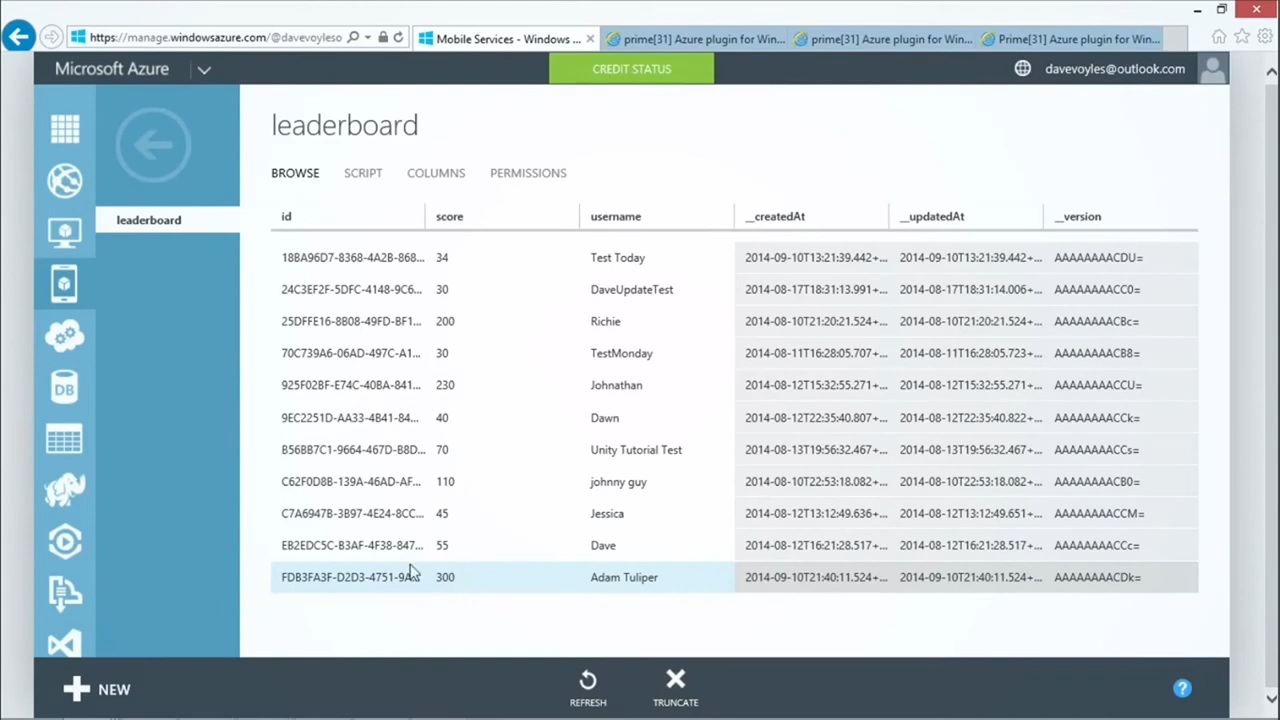 https://manage.windowsazure.com/@davevoyleso
Mobile Services - Windows ...
prime[31] Azure plugin for Win...
prime[31] Azure plugin for Win...
Prime[31] Azure plugin for Win...
Microsoft Azure
CREDIT STATUS
davevoyles@outlook.com
leaderboard
leaderboard
BROWSE SCRIPT COLUMNS PERMISSIONS
id score username __createdAt __updatedAt __version
18BA96D7-8368-4A2B-868... 34 Test Today 2014-09-10T13:21:39.442+... 2014-09-10T13:21:39.442+... AAAAAAAACDU=
24C3EF2F-5DFC-4148-9C6... 30 DaveUpdateTest 2014-08-17T18:31:13.991+... 2014-08-17T18:31:14.006+... AAAAAAAACC0=
25DFFE16-8B08-49FD-BF1... 200 Richie 2014-08-10T21:20:21.524+... 2014-08-10T21:20:21.524+... AAAAAAAACBc=
70C739A6-06AD-497C-A1... 30 TestMonday 2014-08-11T16:28:05.707+... 2014-08-11T16:28:05.723+... AAAAAAAACB8=
925F02BF-E74C-40BA-841... 230 Johnathan 2014-08-12T15:32:55.271+... 2014-08-12T15:32:55.271+... AAAAAAAACCU=
9EC2251D-AA33-4B41-84... 40 Dawn 2014-08-12T22:35:40.807+... 2014-08-12T22:35:40.822+... AAAAAAAACCk=
B56BB7C1-9664-467D-B8D... 70 Unity Tutorial Test 2014-08-13T19:56:32.467+... 2014-08-13T19:56:32.467+... AAAAAAAACCs=
C62F0D8B-139A-46AD-AF... 110 johnny guy 2014-08-10T22:53:18.082+... 2014-08-10T22:53:18.082+... AAAAAAAACB0=
C7A6947B-3B97-4E24-8CC... 45 Jessica 2014-08-12T13:12:49.636+... 2014-08-12T13:12:49.651+... AAAAAAAACCM=
EB2EDC5C-B3AF-4F38-847... 55 Dave 2014-08-12T16:21:28.517+... 2014-08-12T16:21:28.517+... AAAAAAAACCc=
FDB3FA3F-D2D3-4751-9A... 300 Adam Tuliper 2014-09-10T21:40:11.524+... 2014-09-10T21:40:11.524+... AAAAAAAACDk=
DB
NEW
REFRESH
TRUNCATE
?